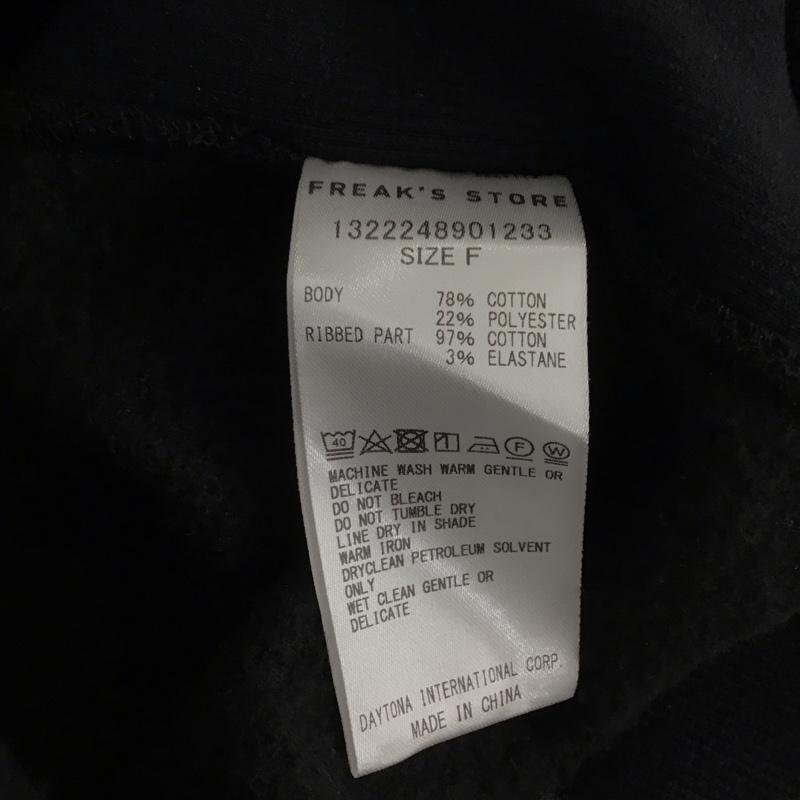 FREAK'S STORE
1322248901233
SIZE F
BODY 78% COTTON
22% POLYESTER
RIBBED PART 97% COTTON
3% ELASTANE
40 F W
MACHINE WASH WARM GENTLE OR
DELICATE
DO NOT BLEACH
DO NOT TUMBLE DRY
LINE DRY IN SHADE
WARM IRON
DRYCLEAN PETROLEUM SOLVENT
ONLY
WET CLEAN GENTLE OR
DELICATE
DAYTONA INTERNATIONAL CORP.
MADE IN CHINA